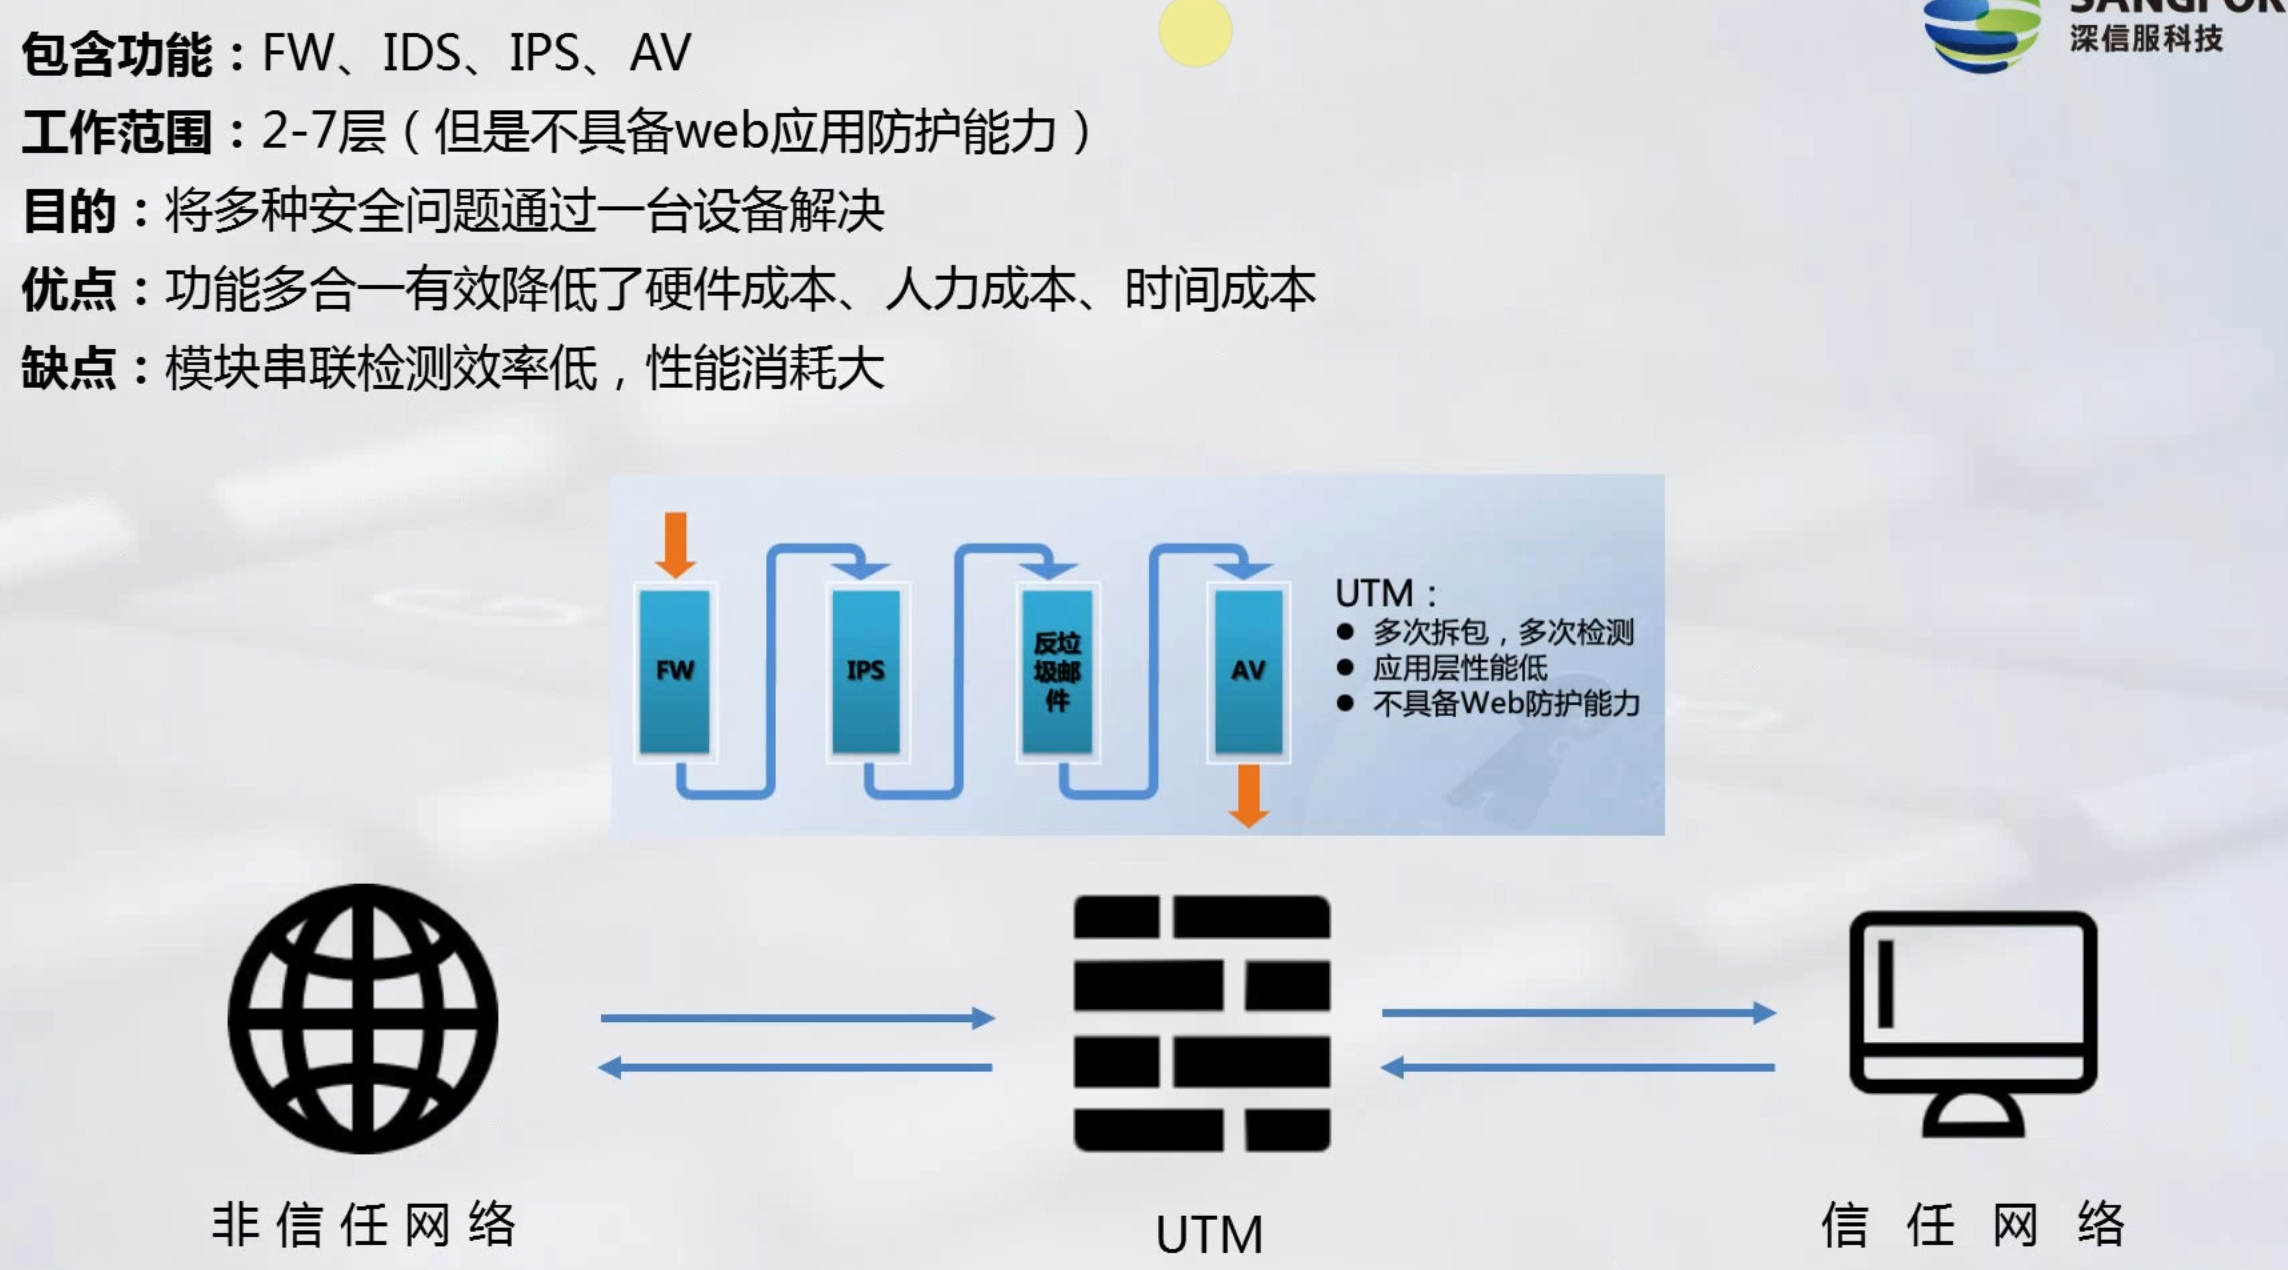 包含功能：FW、IDS、IPS、AV
深信服科技
工作范围：2-7层（但是不具备web应用防护能力）
目的：将多种安全问题通过一台设备解决
优点：功能多合一有效降低了硬件成本、人力成本、时间成本
缺点：模块串联检测效率低，性能消耗大
FW
IPS
反垃
圾邮
件
AV
UTM：
● 多次拆包，多次检测
● 应用层性能低
● 不具备Web防护能力
非信任网络
UTM
信任网络